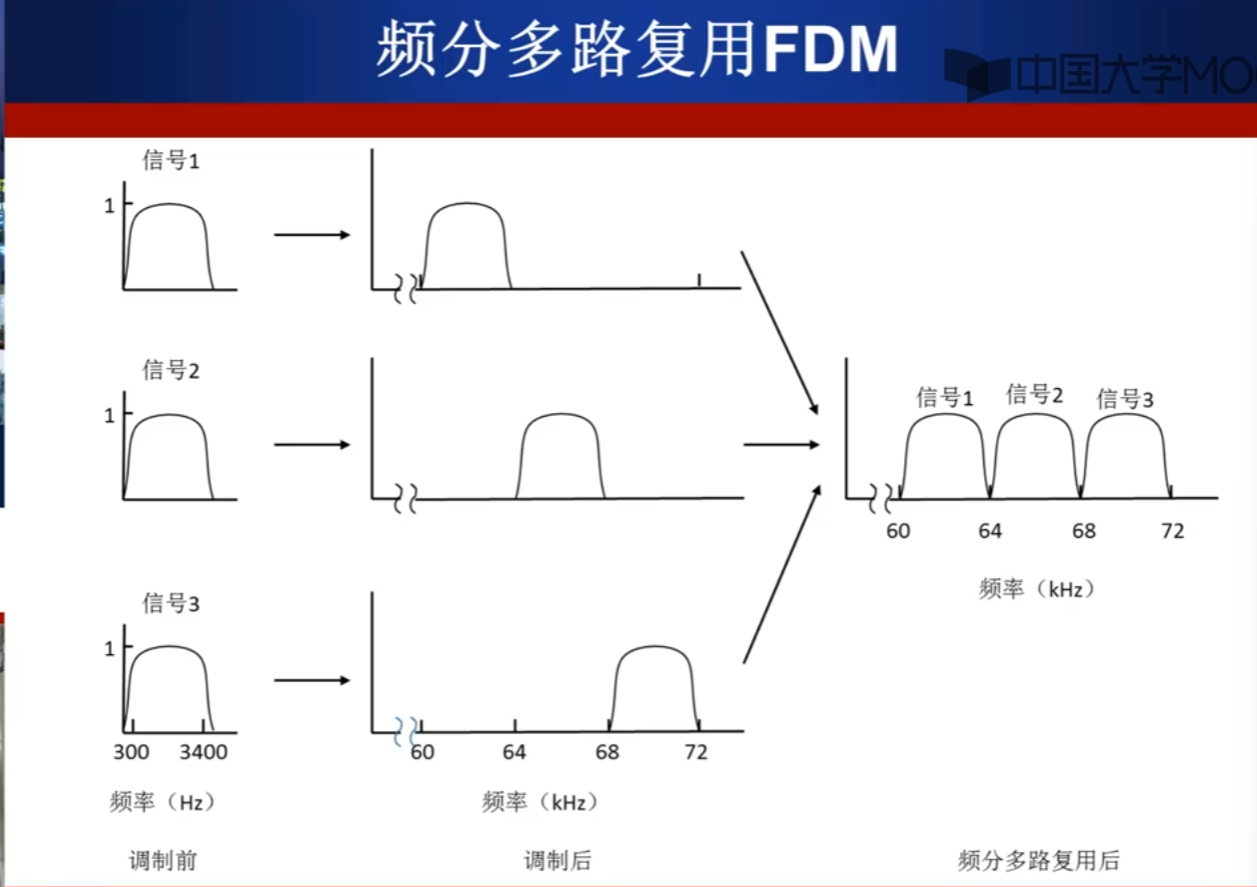 频分多路复用FDM
中国大学MO
信号1
1
信号2
1
信号1 信号2 信号3
60 64 68 72
频率（kHz）
信号3
1
300 3400
60 64 68 72
频率（Hz）
频率（kHz）
调制前
调制后
频分多路复用后